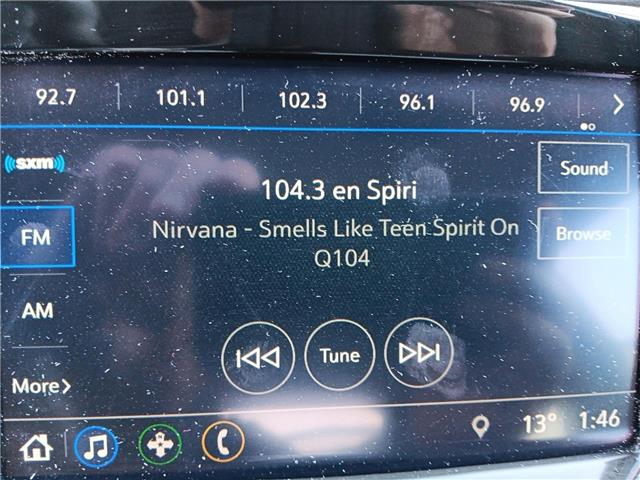 92.7 101.1 102.3 96.1 96.9
sxm
Sound
104.3 en Spiri
FM
Nirvana - Smells Like Teen Spirit On
Q104
Browse
AM
Tune
More
13° 1:46